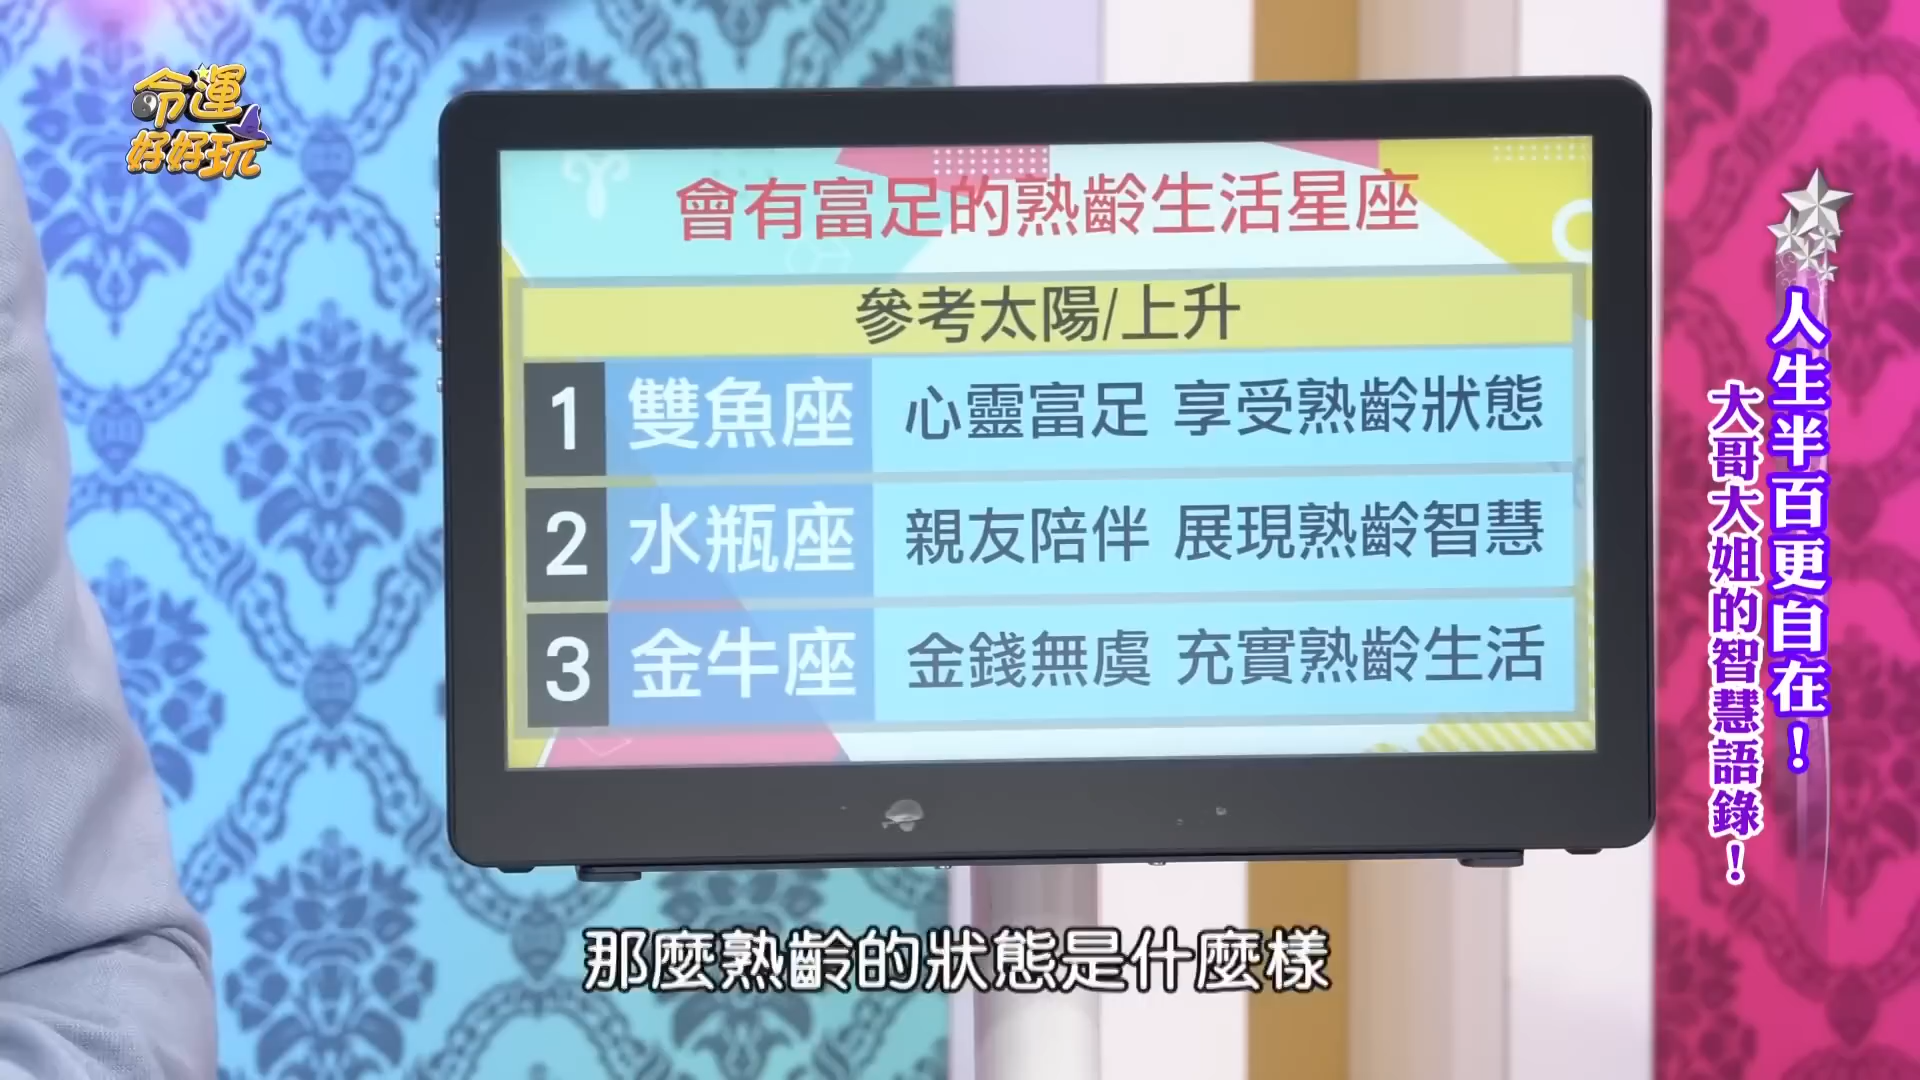 命運
好好玩
會有富足的熟齡生活星座
參考太陽/上升
1 雙魚座 心靈富足 享受熟齡狀態
2 水瓶座 親友陪伴 展現熟齡智慧
3 金牛座 金錢無虞 充實熟齡生活
人生半百更自在！
大哥大姐的智慧語錄！
那麼熟齡的狀態是什麼樣